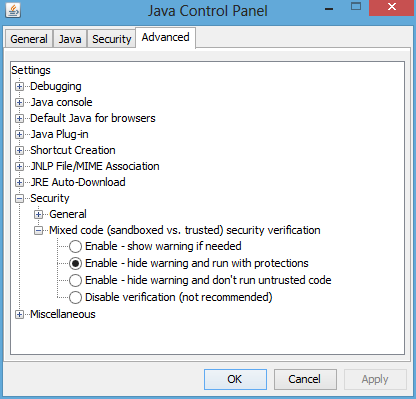 Java Control Panel
General Java Security Advanced
Settings
Debugging
Java console
Default Java for browsers
Java Plug-in
Shortcut Creation
JNLP File/MIME Association
JRE Auto-Download
Security
General
Mixed code (sandboxed vs. trusted) security verification
Enable - show warning if needed
Enable - hide warning and run with protections
Enable - hide warning and don't run untrusted code
Disable verification (not recommended)
Miscellaneous
OK Cancel Apply